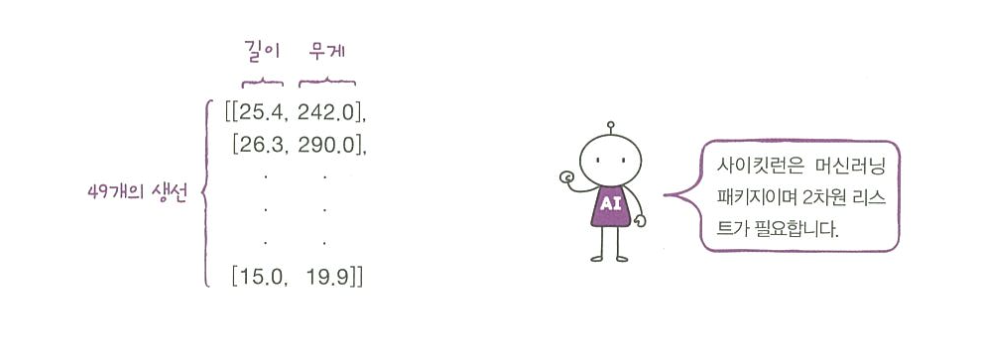 길이 무게
[[25.4, 242.0],
[26.3, 290.0],
· ·
49개의 생선
· ·
· ·
[15.0, 19.9]]
AI
사이킷런은 머신러닝
패키지이며 2차원 리스
트가 필요합니다.